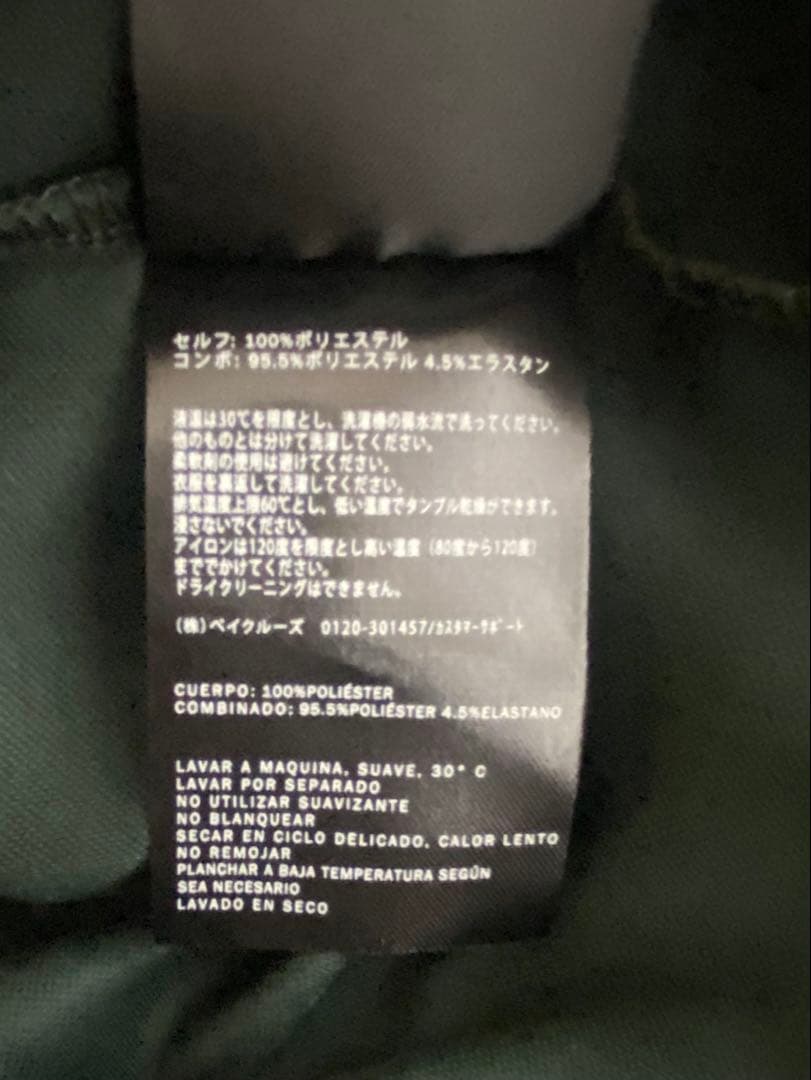 セルフ: 100%ポリエステル
コンボ: 95.5%ポリエステル 4.5%エラスタン
液温は30℃を限度とし、洗濯機の弱水流で洗ってください。
他のものとは分けて洗濯してください。
柔軟剤の使用は避けてください。
衣服を裏返して洗濯してください。
排気温度上限60℃とし、低い温度でタンブル乾燥ができます。
浸さないでください。
アイロンは120度を限度とし高い温度（80度から120度）
まででかけてください。
ドライクリーニングはできません。
(株)ベイクルーズ 0120-301457/ｶｽﾀﾏｰｻﾎﾟｰﾄ
CUERPO: 100%POLIÉSTER
COMBINADO: 95.5%POLIÉSTER 4.5%ELASTANO
LAVAR A MAQUINA, SUAVE, 30° C
LAVAR POR SEPARADO
NO UTILIZAR SUAVIZANTE
NO BLANQUEAR
SECAR EN CICLO DELICADO, CALOR LENTO
NO REMOJAR
PLANCHAR A BAJA TEMPERATURA SEGÚN
SEA NECESARIO
LAVADO EN SECO